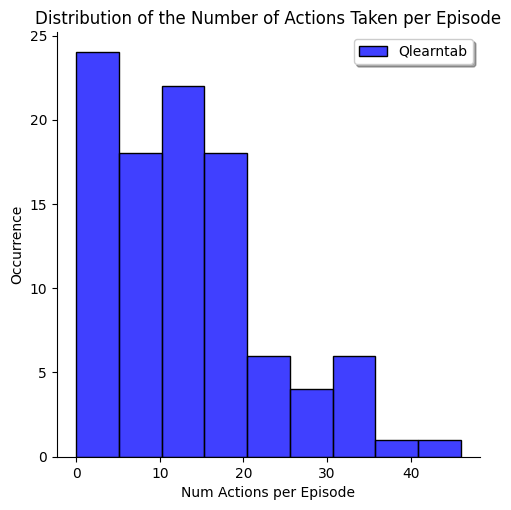 Distribution of the Number of Actions Taken per Episode
Qlearntab
25
20
15
10
5
0
Occurrence
0 10 20 30 40
Num Actions per Episode